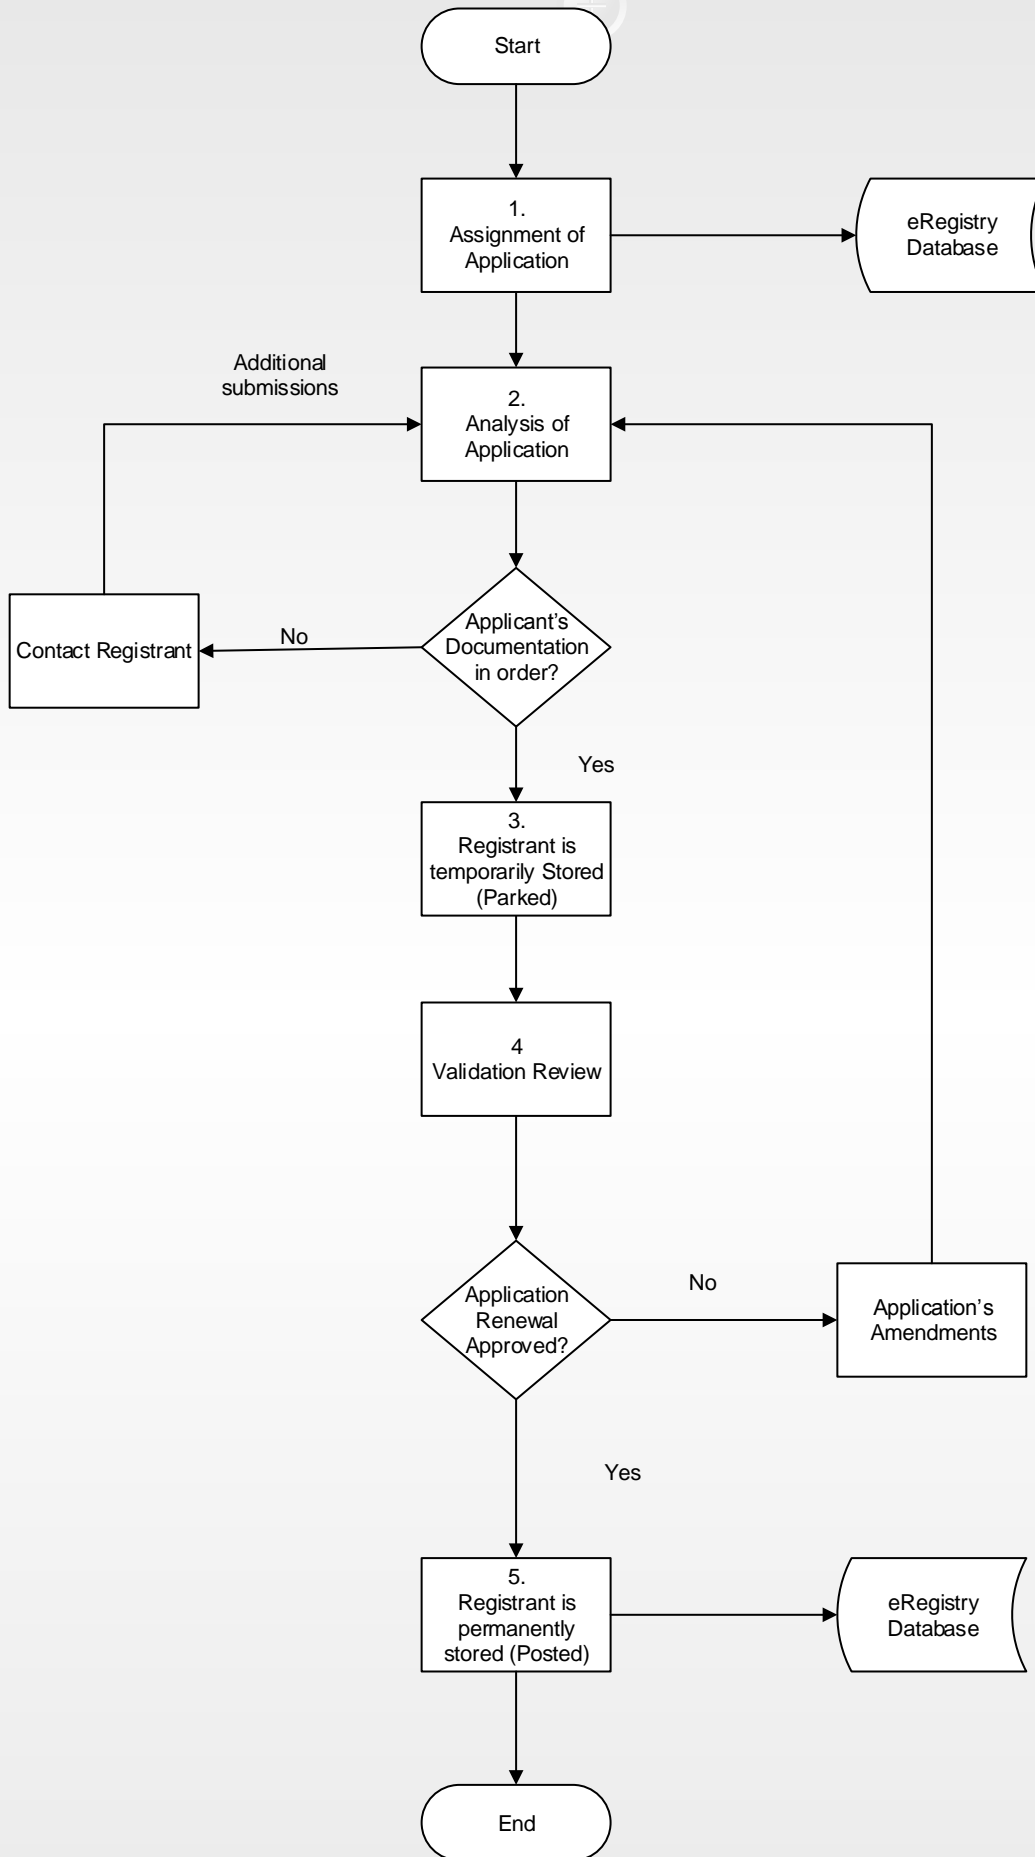 Start
1.
Assignment of
Application
eRegistry
Database
Additional
submissions
2.
Analysis of
Application
Applicant's
Documentation
in order?
No
Contact Registrant
Yes
3.
Registrant is
temporarily Stored
(Parked)
4
Validation Review
Application
Renewal
Approved?
No
Application's
Amendments
Yes
5.
Registrant is
permanently
stored (Posted)
eRegistry
Database
End